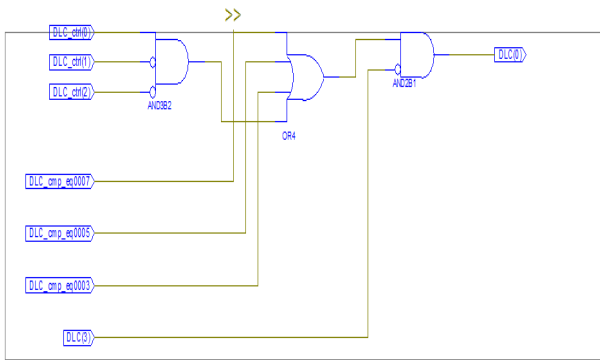 >>
DLC_ctrl(0)
DLC_ctrl(1)
DLC_ctrl(2)
AND3B2
OR4
AND2B1
DLC(0)
DLC_cmp_eq0007
DLC_cmp_eq0005
DLC_cmp_eq0003
DLC(3)